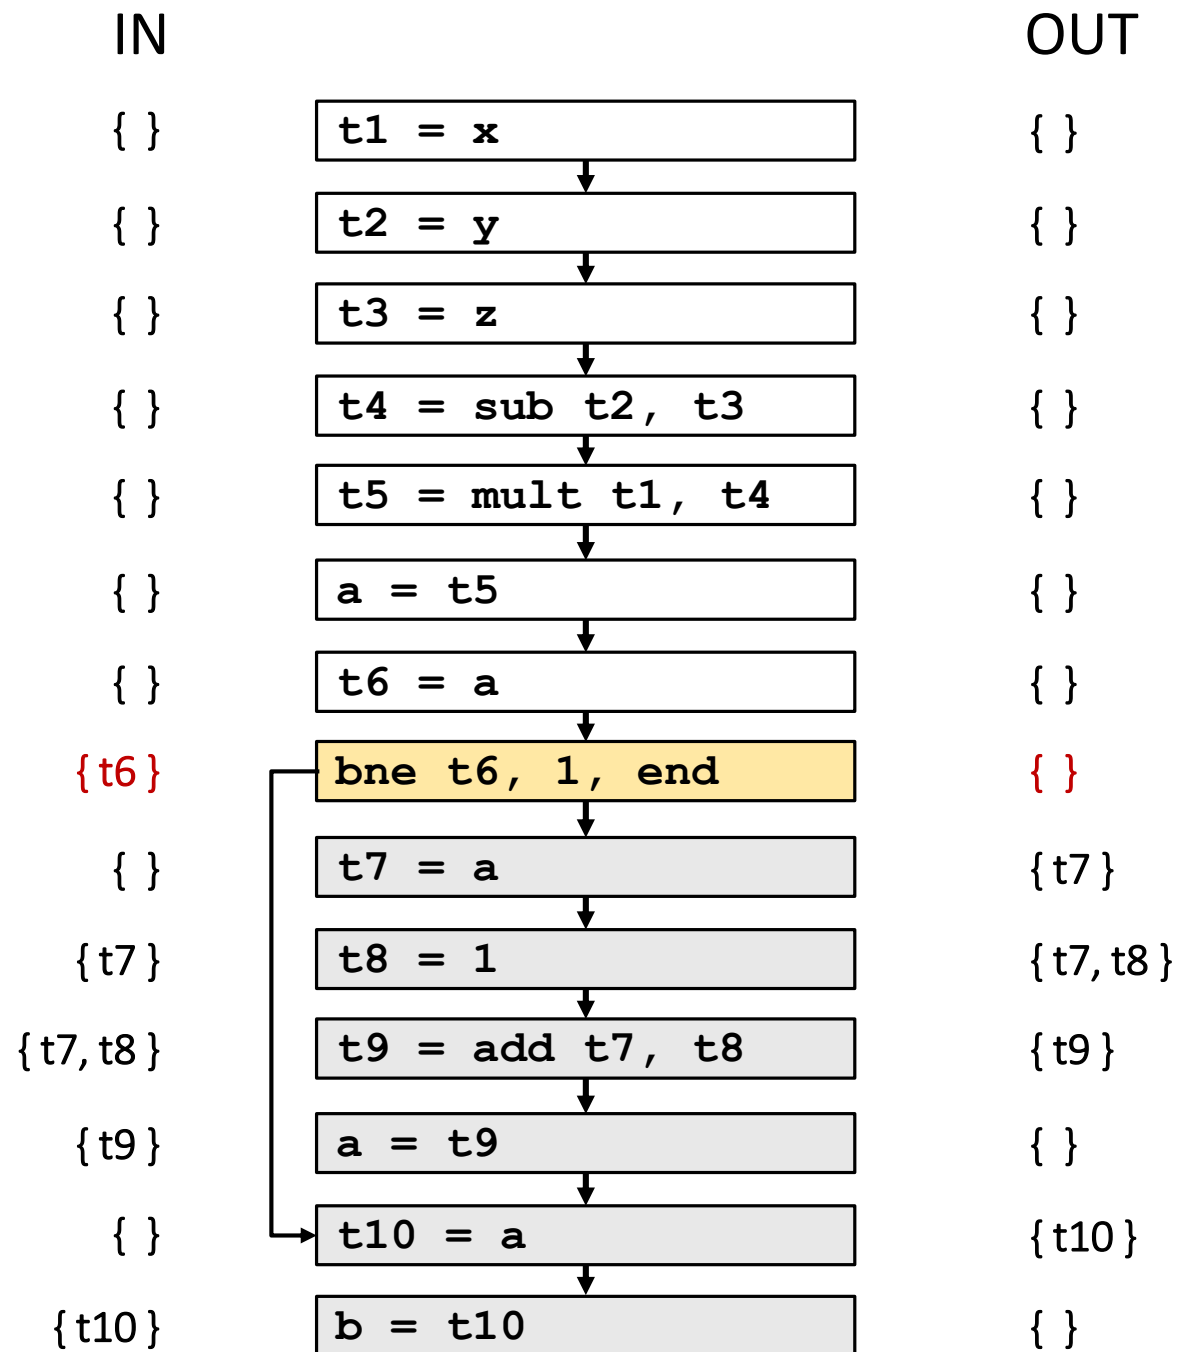 IN OUT
{ } t1 = x { }
{ } t2 = y { }
{ } t3 = z { }
{ } t4 = sub t2, t3 { }
{ } t5 = mult t1, t4 { }
{ } a = t5 { }
{ } t6 = a { }
{ t6 } bne t6, 1, end { }
{ } t7 = a { t7 }
{ t7 } t8 = 1 { t7, t8 }
{ t7, t8 } t9 = add t7, t8 { t9 }
{ t9 } a = t9 { }
{ } t10 = a { t10 }
{ t10 } b = t10 { }